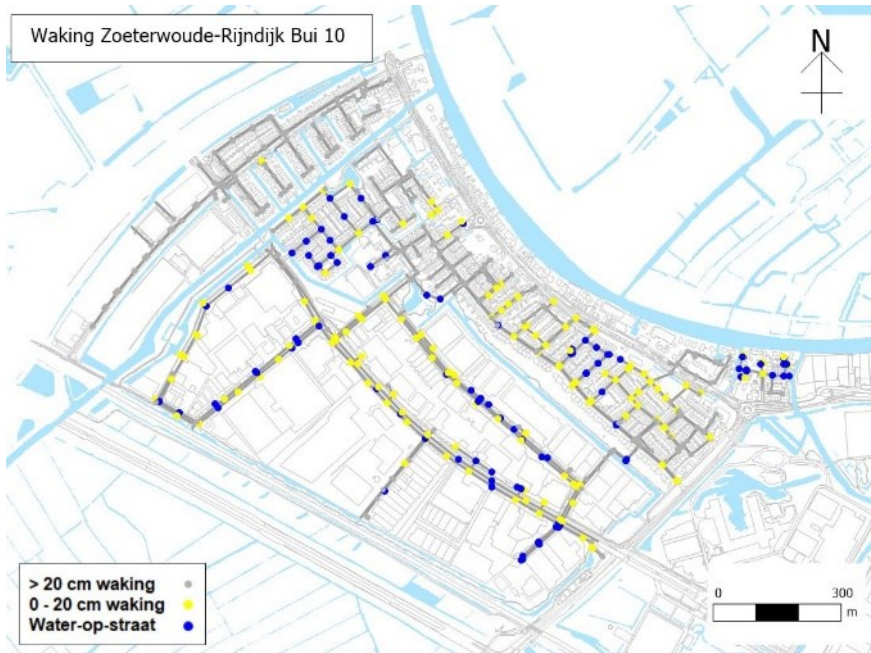 Waking Zoeterwoude-Rijndijk Bui 10
N
> 20 cm waking
0 - 20 cm waking
Water-op-straat
0 300
m